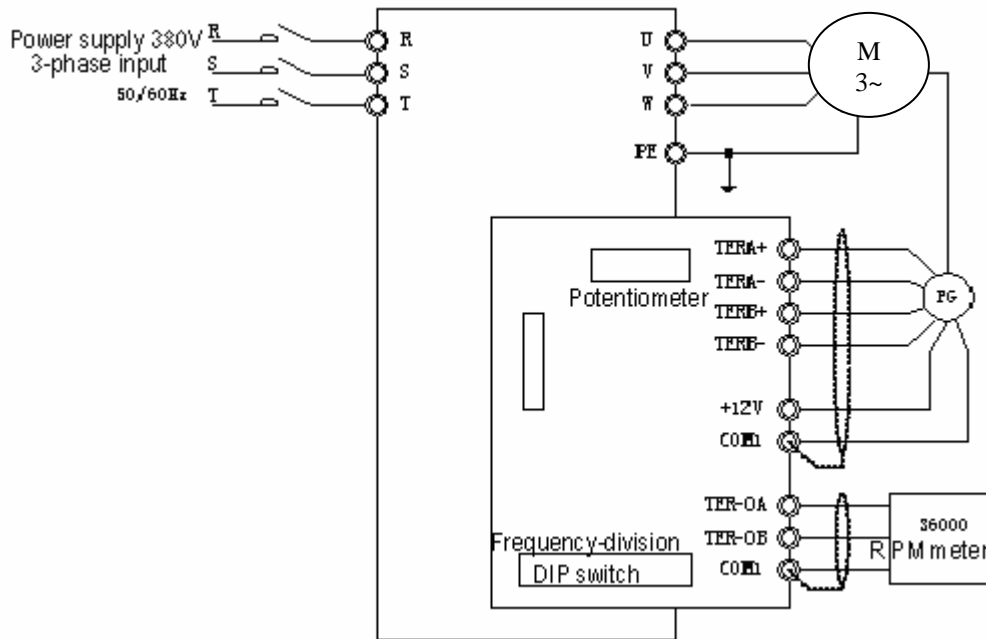 Power supply 380V
3-phase input
50/60Hz
R
S
T
R
S
T
U
V
W
PE
M
3~
TERA+
TERA-
TERB+
TERB-
+12V
COM1
PG
Potentiometer
TER-OA
TER-OB
COM1
Frequency-division
DIP switch
S6000
RPM meter